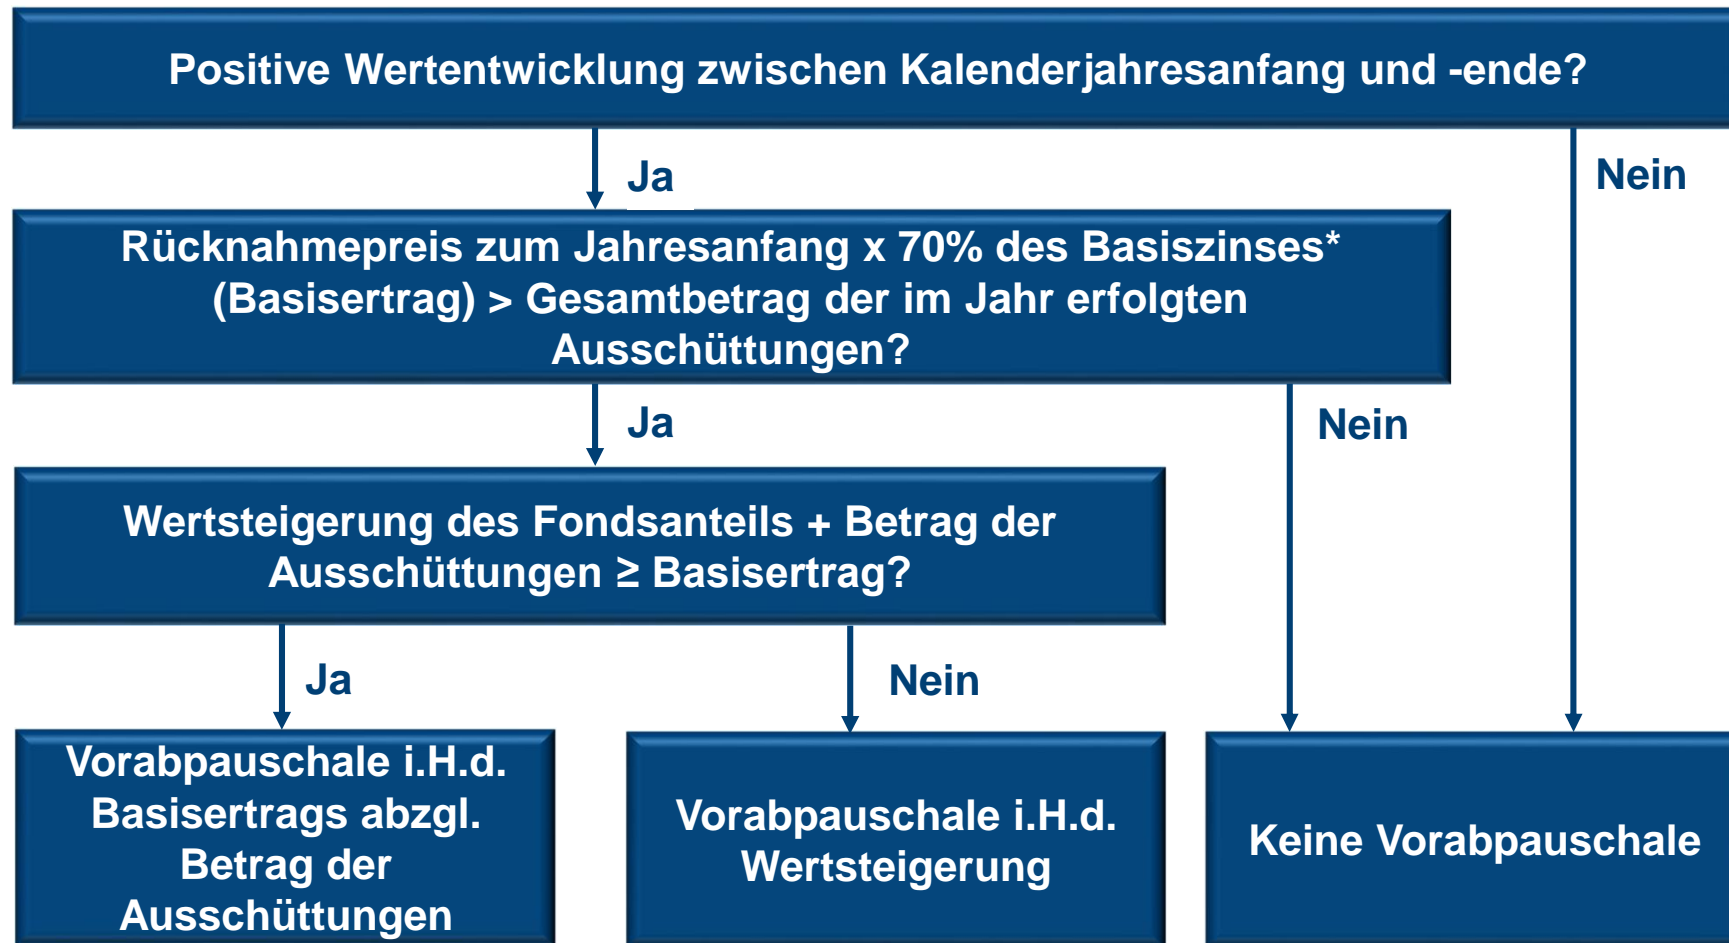 Positive Wertentwicklung zwischen Kalenderjahresanfang und -ende?
Ja
Nein
Rücknahmepreis zum Jahresanfang x 70% des Basiszinses*
(Basisertrag) > Gesamtbetrag der im Jahr erfolgten
Ausschüttungen?
Ja
Nein
Wertsteigerung des Fondsanteils + Betrag der
Ausschüttungen ≥ Basisertrag?
Ja
Nein
Vorabpauschale i.H.d.
Basisertrags abzgl.
Betrag der
Ausschüttungen
Vorabpauschale i.H.d.
Wertsteigerung
Keine Vorabpauschale